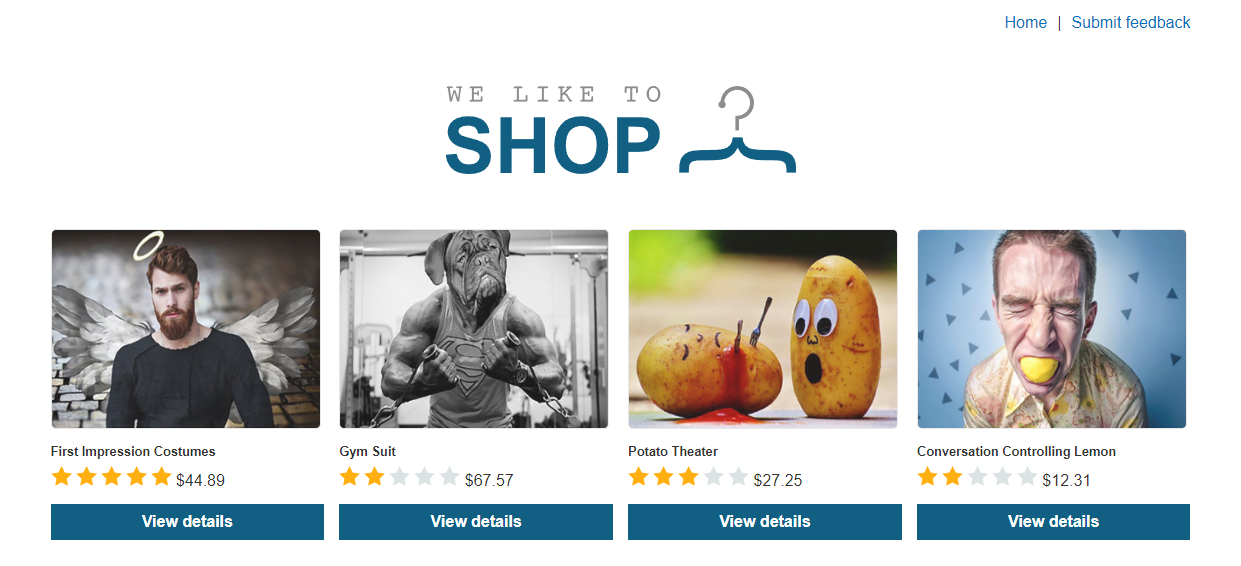 Home | Submit feedback
WE LIKE TO
SHOP
First Impression Costumes
$44.89
View details
Gym Suit
$67.57
View details
Potato Theater
$27.25
View details
Conversation Controlling Lemon
$12.31
View details